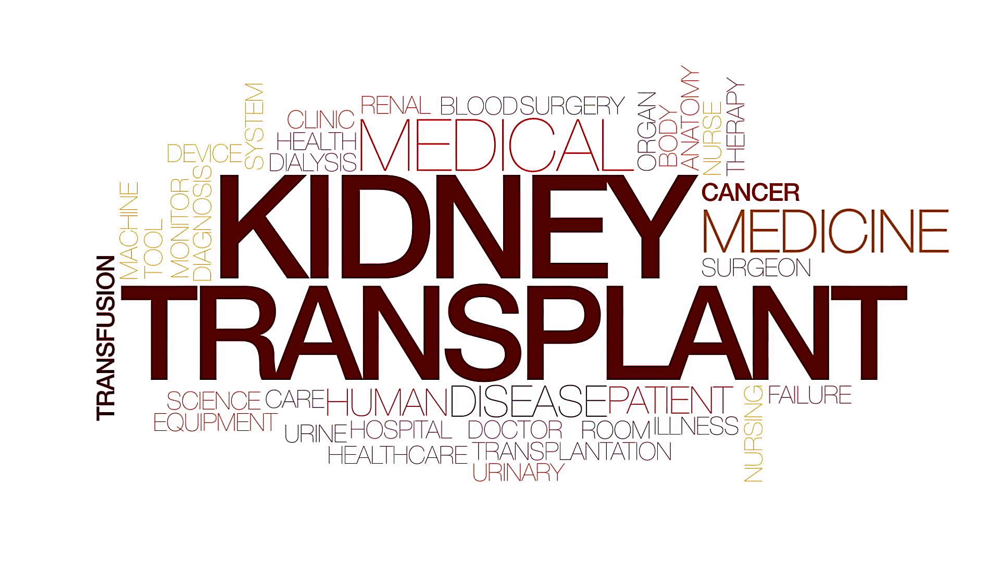 SYSTEM
RENAL BLOOD SURGERY
CLINIC
HEALTH
DIALYSIS
MEDICAL
ORGAN
BODY
ANATOMY
NURSE
THERAPY
DEVICE
MACHINE
TOOL
MONITOR
DIAGNOSIS
KIDNEY
CANCER
MEDICINE
SURGEON
TRANSFUSION
TRANSPLANT
SCIENCE CARE HUMAN DISEASE PATIENT
NURSING
FAILURE
EQUIPMENT
URINE HOSPITAL DOCTOR ROOM ILLNESS
HEALTHCARE TRANSPLANTATION
URINARY